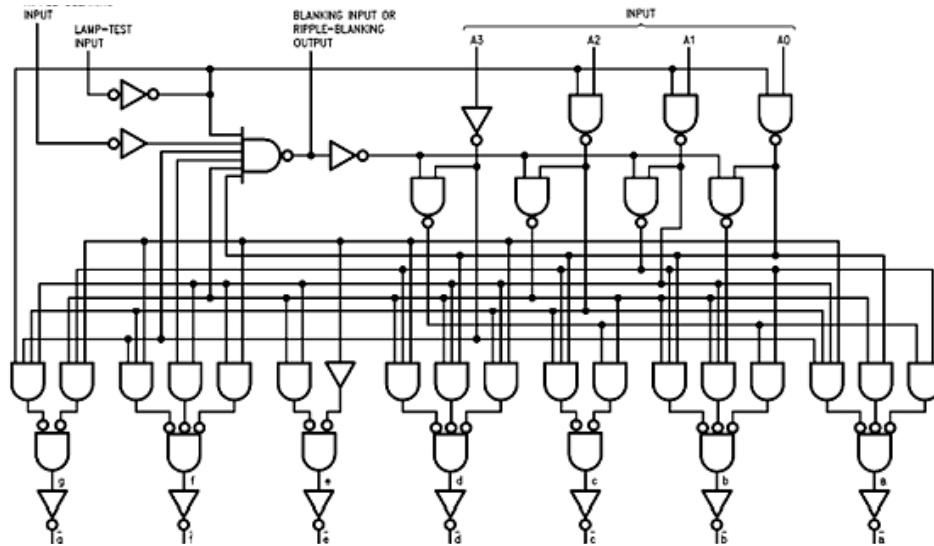 INPUT
LAMP-TEST
INPUT
BLANKING INPUT OR
RIPPLE-BLANKING
OUTPUT
INPUT
A3
A2
A1
A0
g
f
e
d
c
b
a
g̅
f̅
e̅
d̅
c̅
b̅
a̅